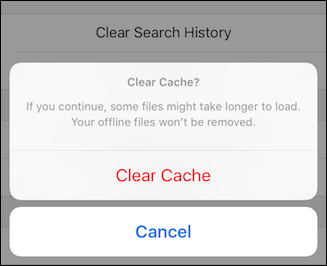 Clear Search History
Clear Cache?
If you continue, some files might take longer to load.
Your offline files won't be removed.
Clear Cache
Cancel